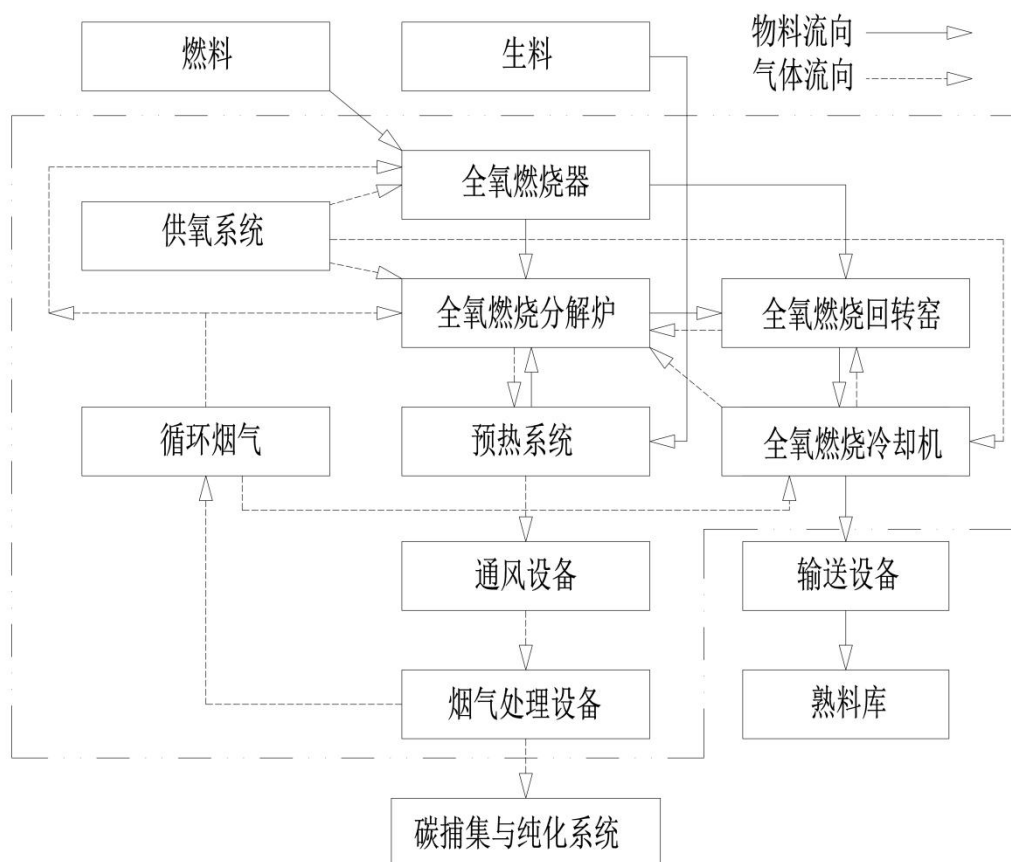 燃料
生料
物料流向
气体流向
全氧燃烧器
供氧系统
全氧燃烧分解炉
全氧燃烧回转窑
循环烟气
预热系统
全氧燃烧冷却机
通风设备
输送设备
烟气处理设备
熟料库
碳捕集与纯化系统